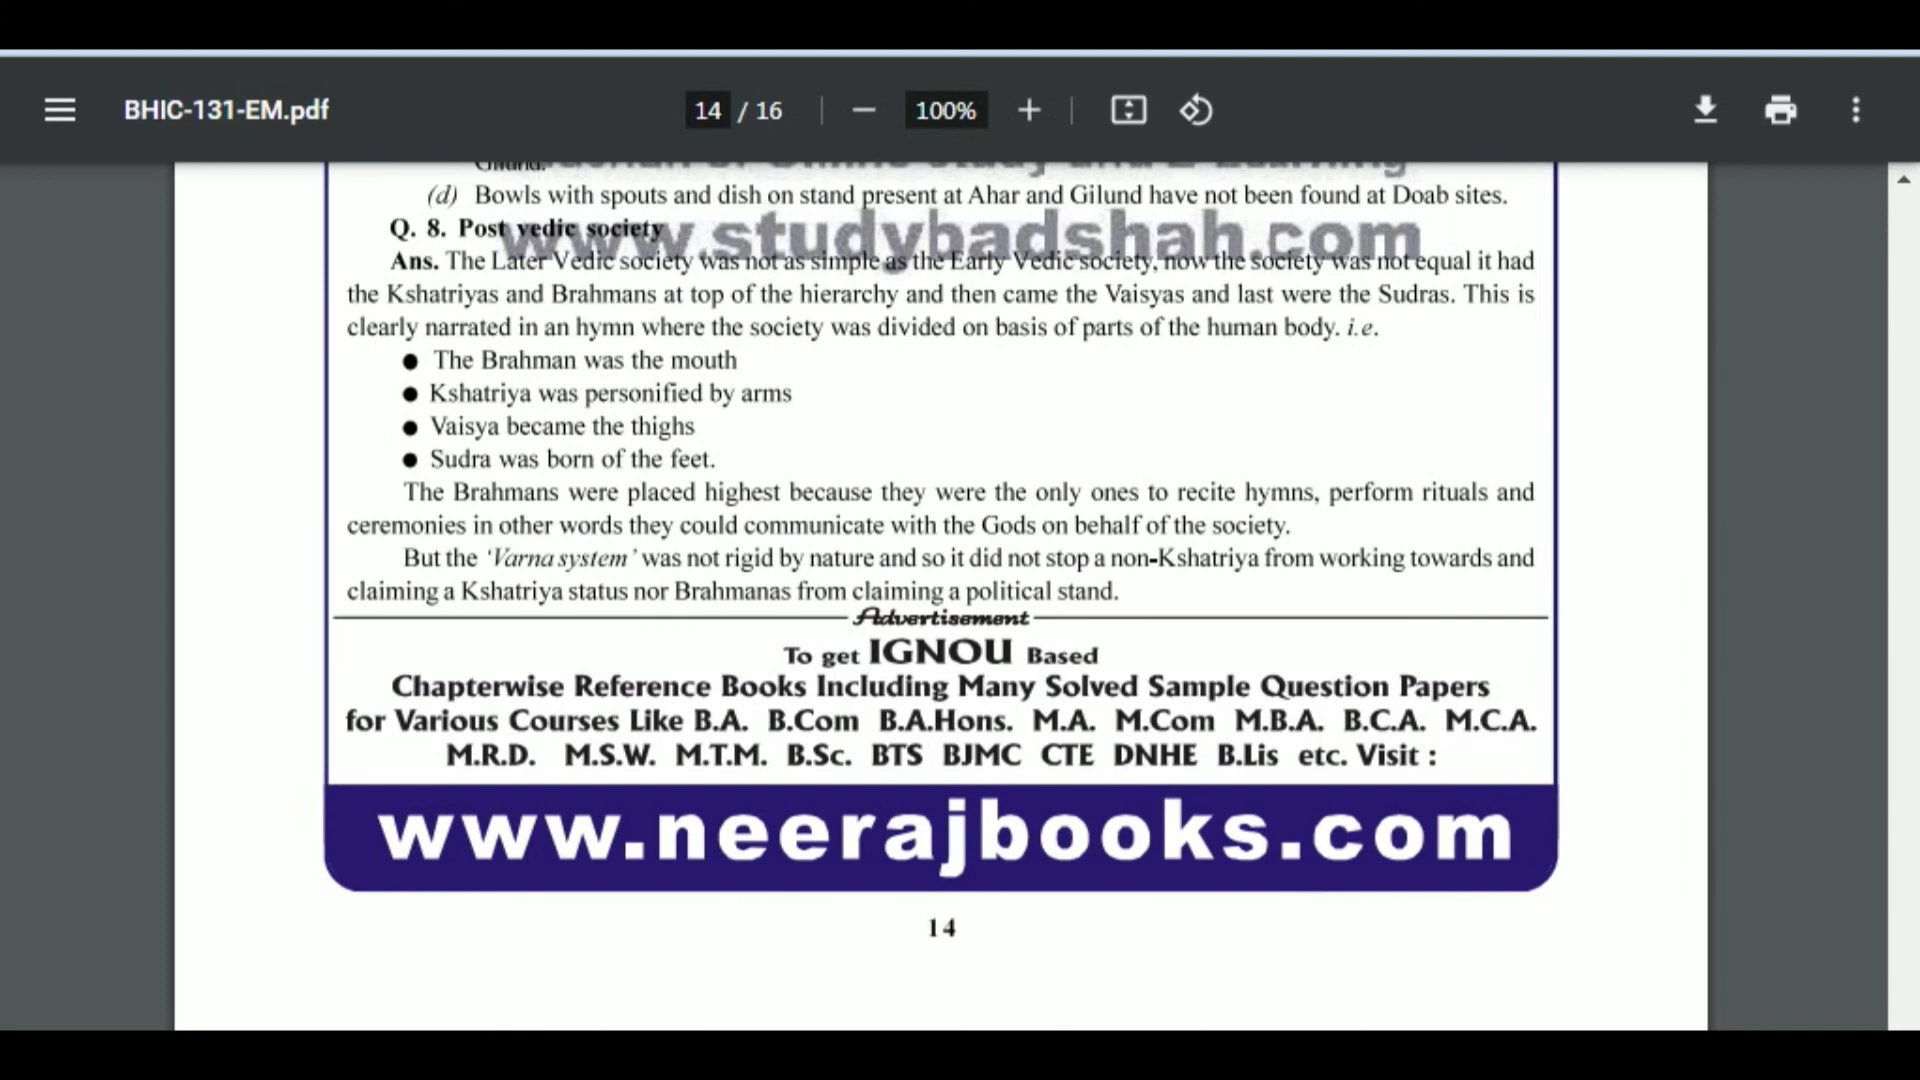 BHIC-131-EM.pdf
14 / 16
100%
(d) Bowls with spouts and dish on stand present at Ahar and Gilund have not been found at Doab sites.
www.studybadshah.com
Q. 8. Post vedic society
Ans. The Later Vedic society was not as simple as the Early Vedic society, now the society was not equal it had
the Kshatriyas and Brahmans at top of the hierarchy and then came the Vaisyas and last were the Sudras. This is
clearly narrated in an hymn where the society was divided on basis of parts of the human body. i.e.
● The Brahman was the mouth
● Kshatriya was personified by arms
● Vaisya became the thighs
● Sudra was born of the feet.
The Brahmans were placed highest because they were the only ones to recite hymns, perform rituals and
ceremonies in other words they could communicate with the Gods on behalf of the society.
But the 'Varna system' was not rigid by nature and so it did not stop a non-Kshatriya from working towards and
claiming a Kshatriya status nor Brahmanas from claiming a political stand.
Advertisement
To get IGNOU Based
Chapterwise Reference Books Including Many Solved Sample Question Papers
for Various Courses Like B.A. B.Com B.A.Hons. M.A. M.Com M.B.A. B.C.A. M.C.A.
M.R.D. M.S.W. M.T.M. B.Sc. BTS BJMC CTE DNHE B.Lis etc. Visit :
www.neerajbooks.com
14